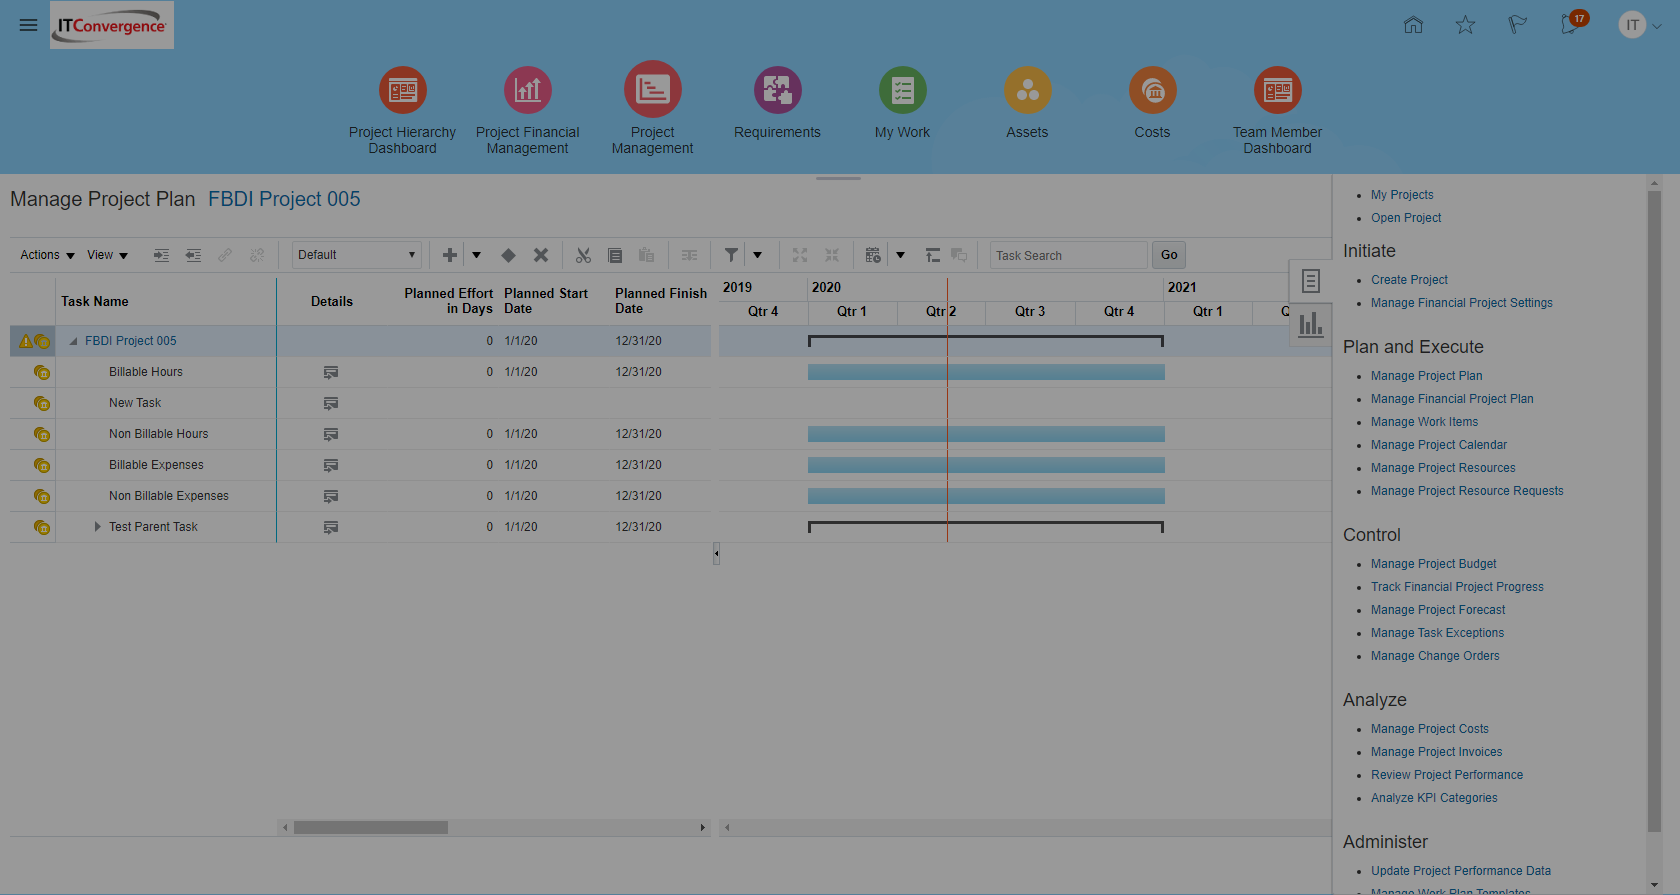 ITConvergence
17
IT
Project Hierarchy
Dashboard
Project Financial
Management
Project
Management
Requirements
My Work
Assets
Costs
Team Member
Dashboard
Manage Project Plan FBDI Project 005
Actions View Default Task Search Go
Task Name
Details
Planned Effort
in Days
Planned Start
Date
Planned Finish
Date
2019 2020 2021
Qtr 4 Qtr 1 Qtr 2 Qtr 3 Qtr 4 Qtr 1
FBDI Project 005 0 1/1/20 12/31/20
Billable Hours 0 1/1/20 12/31/20
New Task
Non Billable Hours 0 1/1/20 12/31/20
Billable Expenses 0 1/1/20 12/31/20
Non Billable Expenses 0 1/1/20 12/31/20
Test Parent Task 0 1/1/20 12/31/20
My Projects
Open Project
Initiate
Create Project
Manage Financial Project Settings
Plan and Execute
Manage Project Plan
Manage Financial Project Plan
Manage Work Items
Manage Project Calendar
Manage Project Resources
Manage Project Resource Requests
Control
Manage Project Budget
Track Financial Project Progress
Manage Project Forecast
Manage Task Exceptions
Manage Change Orders
Analyze
Manage Project Costs
Manage Project Invoices
Review Project Performance
Analyze KPI Categories
Administer
Update Project Performance Data
Manage Work Plan Templates